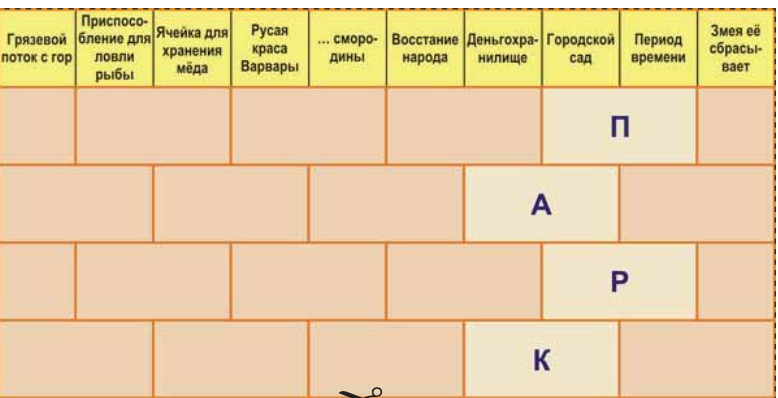 Грязевой
поток с гор
Приспосо-
бление для
ловли
рыбы
Ячейка для
хранения
мёда
Русая
краса
Варвары
... сморо-
дины
Восстание
народа
Деньгохра-
нилище
Городской
сад
Период
времени
Змея её
сбрасы-
вает
П
А
Р
К